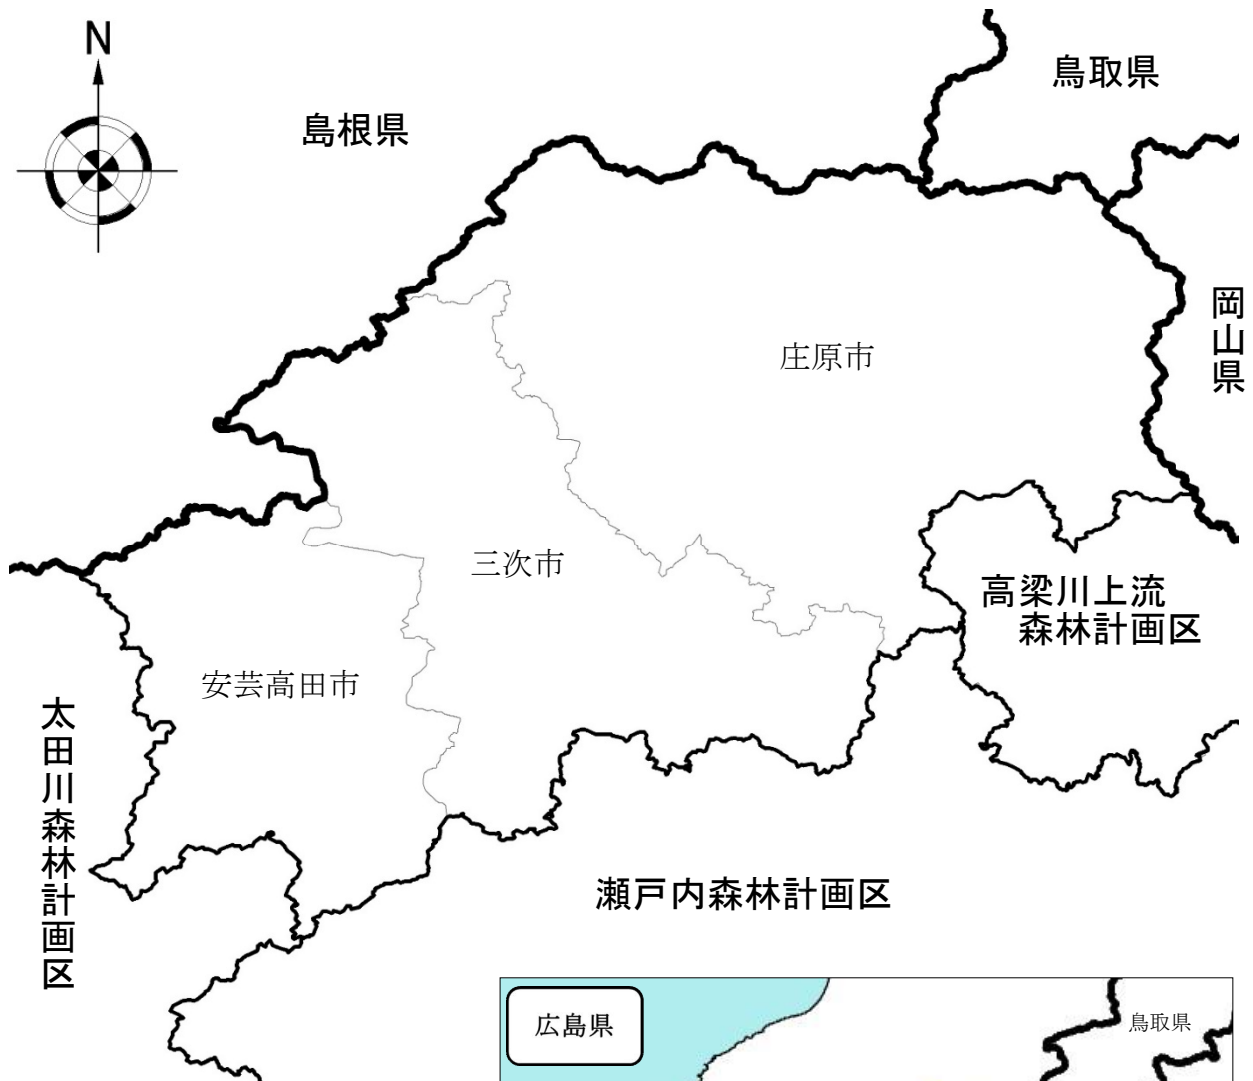 N
鳥取県
島根県
岡山県
庄原市
三次市
高梁川上流
森林計画区
安芸高田市
太田川森林計画区
瀬戸内森林計画区
広島県
鳥取県